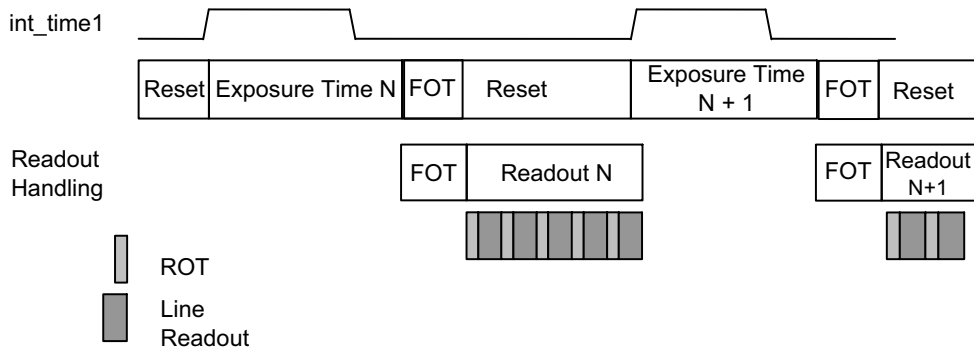 int_time1
Reset
Exposure Time N
FOT
Reset
Exposure Time
N + 1
FOT
Reset
Readout
Handling
FOT
Readout N
FOT
Readout
N+1
ROT
Line
Readout